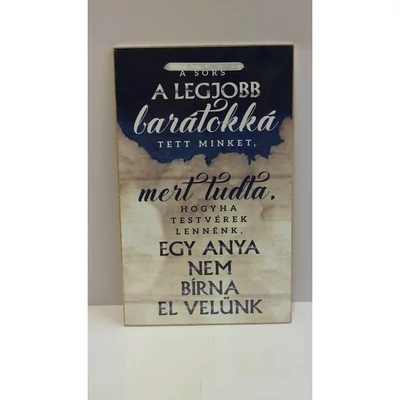 A SORS
A LEGJOBB
barátokká
TETT MINKET,
mert tudta,
HOGYHA
TESTVÉREK
LENNÉNK,
EGY ANYA
NEM
BÍRNA
EL VELÜNK